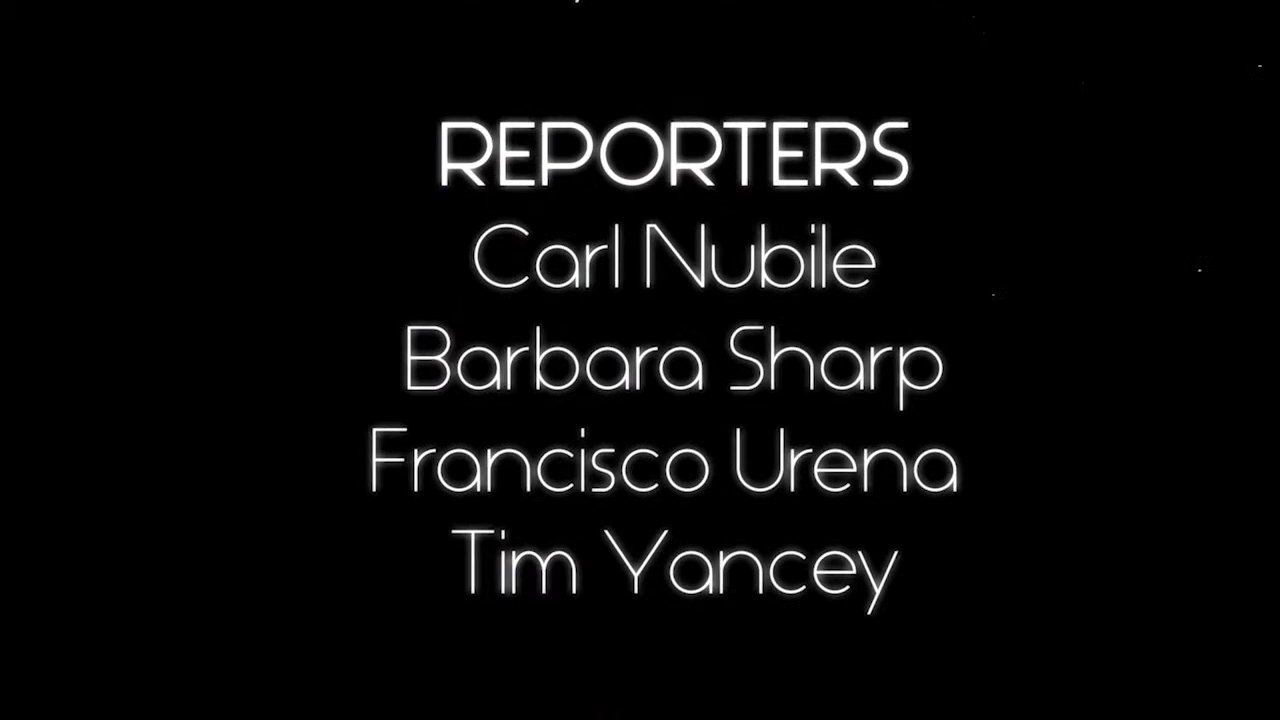 REPORTERS
Carl Nubile
Barbara Sharp
Francisco Urena
Tim Yancey